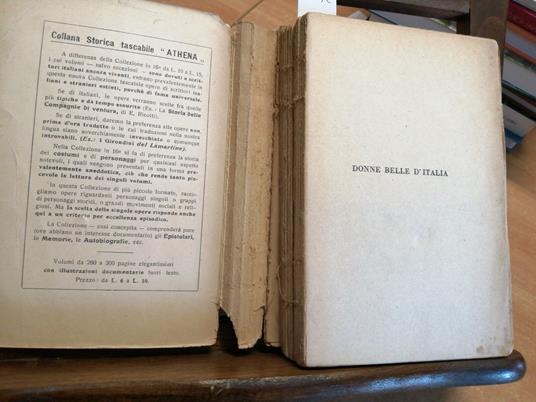 Collana Storica tascabile "ATHENA"
A differenza della Collezione in 16° da L. 10 a L. 15,
i cui volumi — salvo eccezioni — sono dovuti a scrit-
tori italiani ancora viventi, entrano prevalentemente in
questa nuova Collezione tascabile opere di scrittori ita-
liani e stranieri estinti, purchè di fama universale.
Se di italiani, le opere verranno scelte fra quelle
più tipiche e da tempo esaurite (Es.: La Storia delle
Compagnie di ventura, di E. Ricotti).
Se di stranieri, daremo la preferenza alle opere non
prima d'ora tradotte o le cui traduzioni nella nostra
lingua siano soverchiamente invecchiate o comunque
introvabili. (Es.: I Girondini del Lamartine).
Nella Collezione in 16° si fa di preferenza la storia
dei costumi e di personaggi per qualsiasi aspetto
notevoli, i quali vengono presentati in una forma pre-
valentemente aneddotica, ciò che rende tanto pia-
cevole la lettura dei singoli volumi.
In questa Collezione di più piccolo formato, racco-
gliamo opere riguardanti personaggi singoli o gruppi
di personaggi storici, o grandi movimenti sociali e reli-
giosi. Ma la scelta delle singole opere risponde anche
qui a un criterio per eccellenza episodico.
La Collezione — così concepita — comprenderà pure
(ove abbiano un interesse documentario) gli Epistolari,
le Memorie, le Autobiografie, ecc.
Volumi da 260 a 300 pagine elegantissimi
con illustrazioni documentarie fuori testo.
Prezzo: da L. 6 a L. 10.
DONNE BELLE D'ITALIA